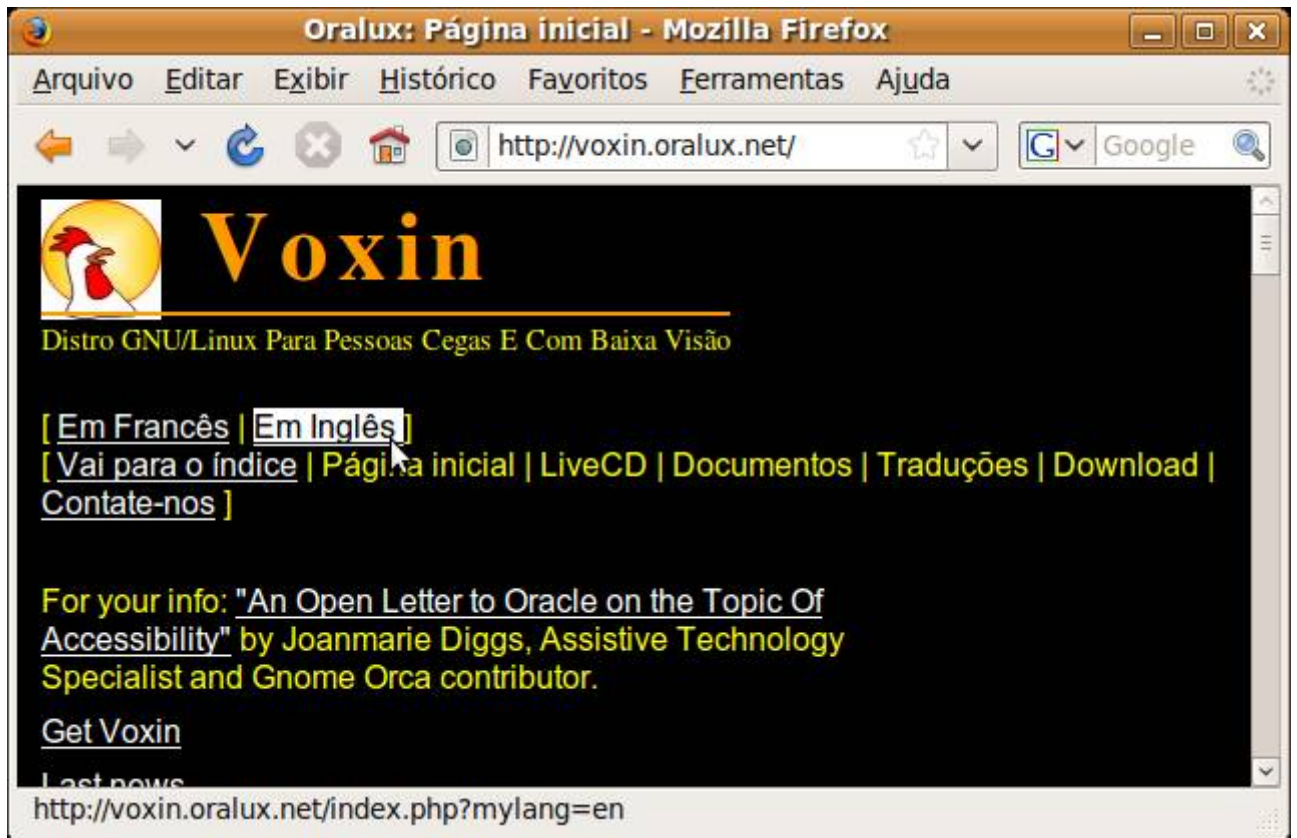 Oralux: Página inicial - Mozilla Firefox
Arquivo Editar Exibir Histórico Favoritos Ferramentas Ajuda
http://voxin.oralux.net/ G Google
Voxin
Distro GNU/Linux Para Pessoas Cegas E Com Baixa Visão
[ Em Francês | Em Inglês ]
[ Vai para o índice | Página inicial | LiveCD | Documentos | Traduções | Download |
Contate-nos ]
For your info: "An Open Letter to Oracle on the Topic Of
Accessibility" by Joanmarie Diggs, Assistive Technology
Specialist and Gnome Orca contributor.
Get Voxin
Last news
http://voxin.oralux.net/index.php?mylang=en